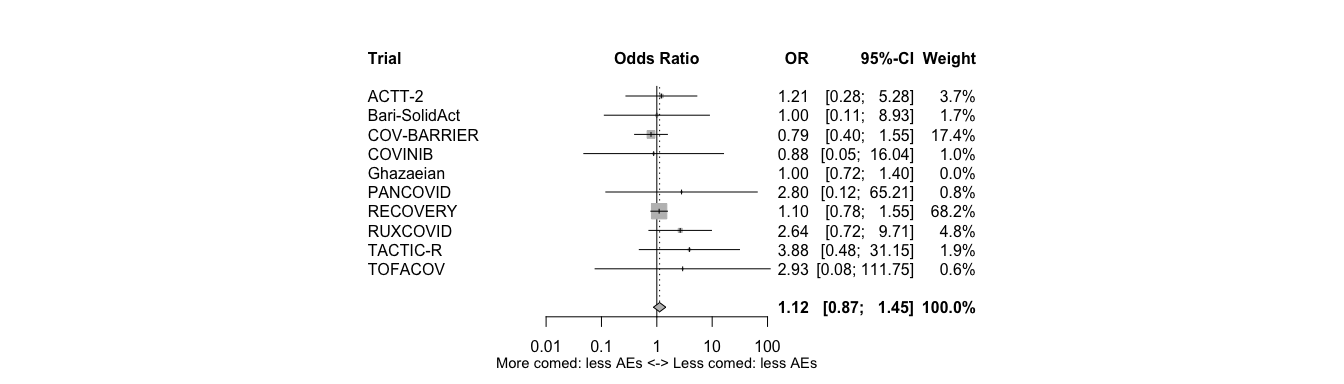 Trial Odds Ratio OR 95%-CI Weight
ACTT-2 1.21 [0.28; 5.28] 3.7%
Bari-SolidAct 1.00 [0.11; 8.93] 1.7%
COV-BARRIER 0.79 [0.40; 1.55] 17.4%
COVINIB 0.88 [0.05; 16.04] 1.0%
Ghazaeian 1.00 [0.72; 1.40] 0.0%
PANCOVID 2.80 [0.12; 65.21] 0.8%
RECOVERY 1.10 [0.78; 1.55] 68.2%
RUXCOVID 2.64 [0.72; 9.71] 4.8%
TACTIC-R 3.88 [0.48; 31.15] 1.9%
TOFACOV 2.93 [0.08; 111.75] 0.6%
1.12 [0.87; 1.45] 100.0%
0.01 0.1 1 10 100
More comed: less AEs <-> Less comed: less AEs